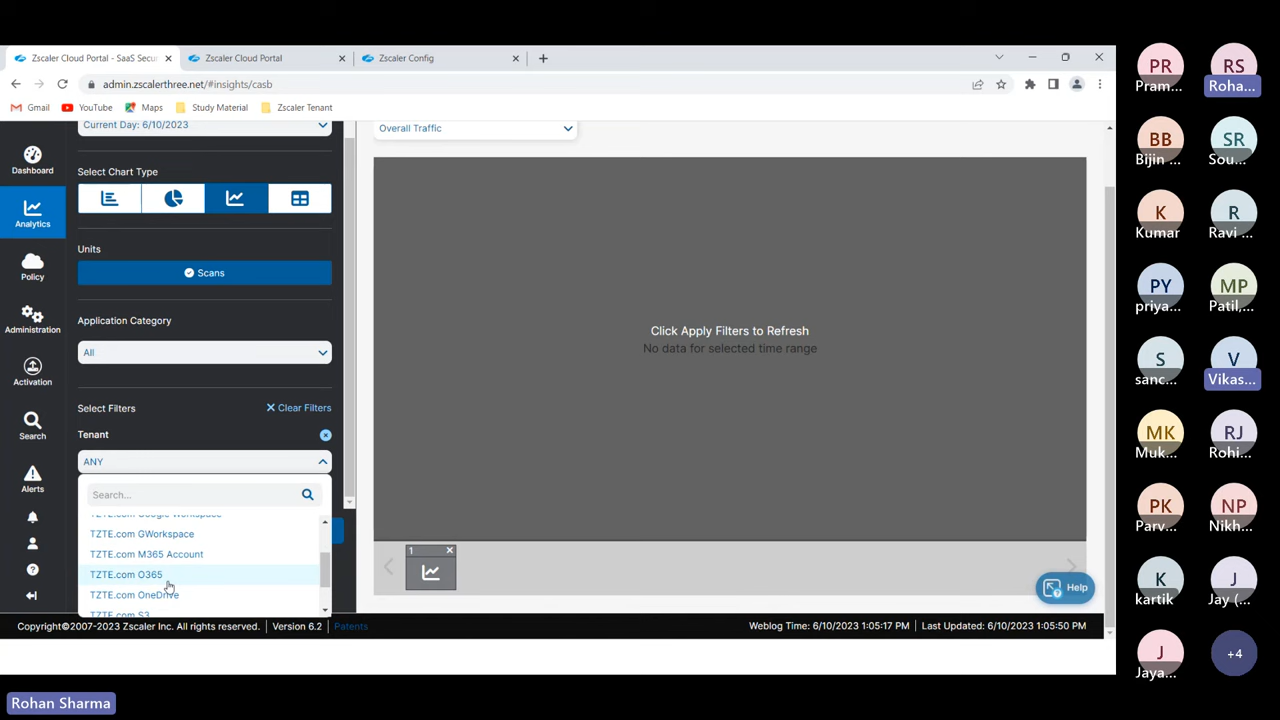 Zscaler Cloud Portal - SaaS Secu
Zscaler Cloud Portal
Zscaler Config
admin.zscalerthree.net/#insights/casb
Gmail
YouTube
Maps
Study Material
Zscaler Tenant
Dashboard
Analytics
Policy
Administration
Activation
Search
Alerts
Current Day: 6/10/2023
Select Chart Type
Units
Scans
Application Category
All
Select Filters
Clear Filters
Tenant
ANY
Search...
TZTE.com Google Workspace
TZTE.com GWorkspace
TZTE.com M365 Account
TZTE.com O365
TZTE.com OneDrive
TZTE.com S3
Overall Traffic
Click Apply Filters to Refresh
No data for selected time range
1
Help
Copyright©2007-2023 Zscaler Inc. All rights reserved. | Version 6.2 | Patents
Weblog Time: 6/10/2023 1:05:17 PM | Last Updated: 6/10/2023 1:05:50 PM
PR
Pram...
RS
Roha...
BB
Bijin ...
SR
Sou...
K
Kumar
R
Ravi ...
PY
priya...
MP
Patil,...
S
sanc...
V
Vikas...
MK
Muk...
RJ
Rohi...
PK
Parv...
NP
Nikh...
K
kartik
J
Jay (...
J
Jaya...
+4
Rohan Sharma